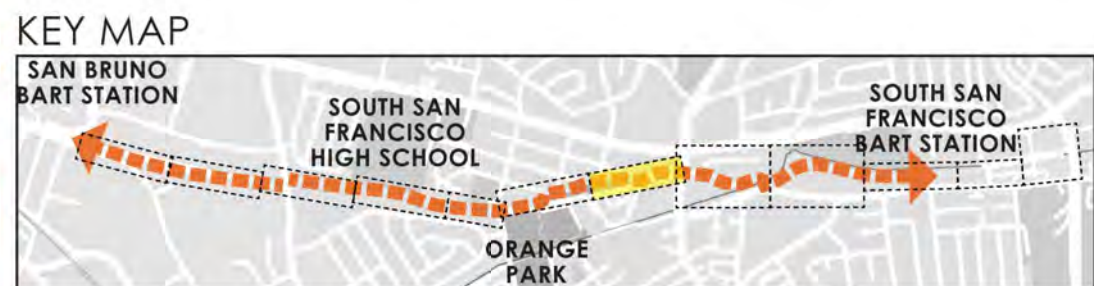 KEY MAP
SAN BRUNO
BART STATION
SOUTH SAN
FRANCISCO
HIGH SCHOOL
ORANGE
PARK
SOUTH SAN
FRANCISCO
BART STATION